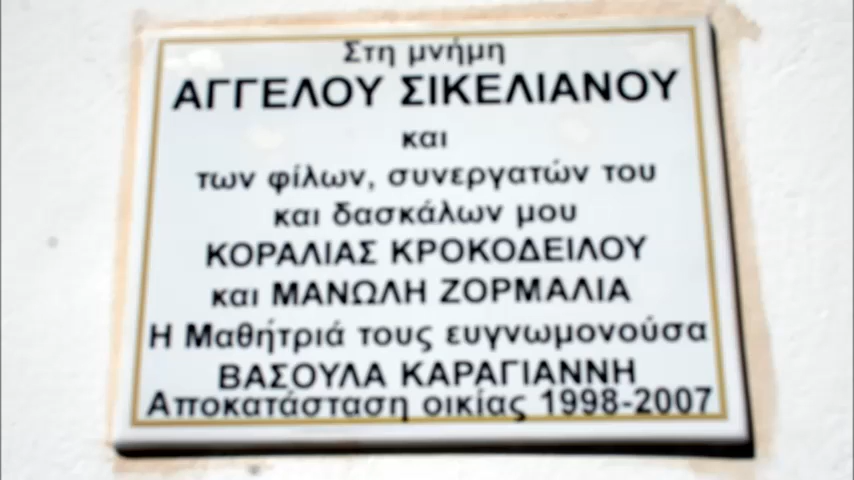 Στη μνήμη
ΑΓΓΕΛΟΥ ΣΙΚΕΛΙΑΝΟΥ
και
των φίλων, συνεργατών του
και δασκάλων μου
ΚΟΡΑΛΙΑΣ ΚΡΟΚΟΔΕΙΛΟΥ
και ΜΑΝΩΛΗ ΖΟΡΜΑΛΙΑ
Η Μαθήτριά τους ευγνωμονούσα
ΒΑΣΟΥΛΑ ΚΑΡΑΓΙΑΝΝΗ
Αποκατάσταση οικίας 1998-2007